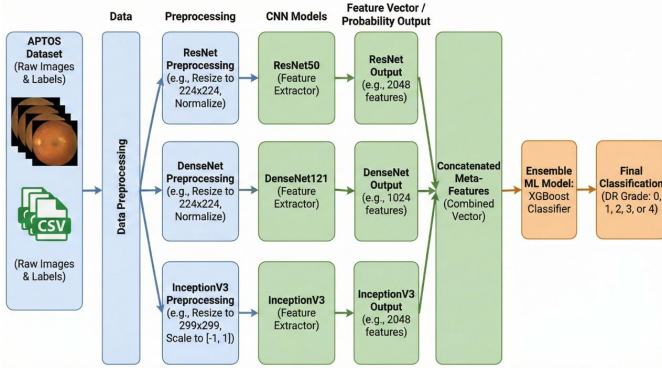 Data
Preprocessing
CNN Models
Feature Vector /
Probability Output
APTOS
Dataset
(Raw Images
& Labels)
CSV
(Raw Images
& Labels)
Data Preprocessing
ResNet
Preprocessing
(e.g., Resize to
224x224,
Normalize)
ResNet50
(Feature
Extractor)
ResNet
Output
(e.g., 2048
features)
DenseNet
Preprocessing
(e.g., Resize to
224x224,
Normalize)
DenseNet121
(Feature
Extractor)
DenseNet
Output
(e.g., 1024
features)
InceptionV3
Preprocessing
(e.g., Resize to
299x299,
Scale to [-1, 1])
InceptionV3
(Feature
Extractor)
InceptionV3
Output
(e.g., 2048
features)
Concatenated
Meta-
Features
(Combined
Vector)
Ensemble
ML Model:
XGBoost
Classifier
Final
Classification
(DR Grade: 0,
1, 2, 3, or 4)